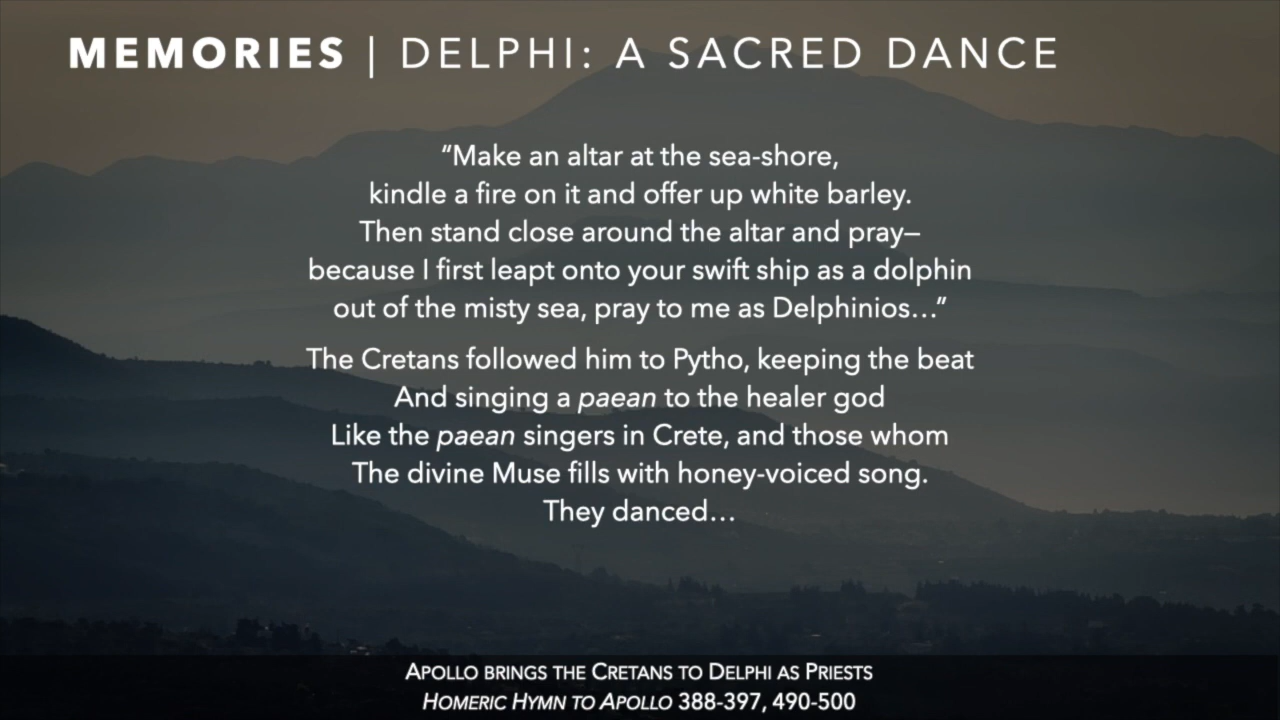 MEMORIES | DELPHI: A SACRED DANCE
“Make an altar at the sea-shore,
kindle a fire on it and offer up white barley.
Then stand close around the altar and pray–
because I first leapt onto your swift ship as a dolphin
out of the misty sea, pray to me as Delphinios…”
The Cretans followed him to Pytho, keeping the beat
And singing a paean to the healer god
Like the paean singers in Crete, and those whom
The divine Muse fills with honey-voiced song.
They danced…
APOLLO BRINGS THE CRETANS TO DELPHI AS PRIESTS
HOMERIC HYMN TO APOLLO 388-397, 490-500